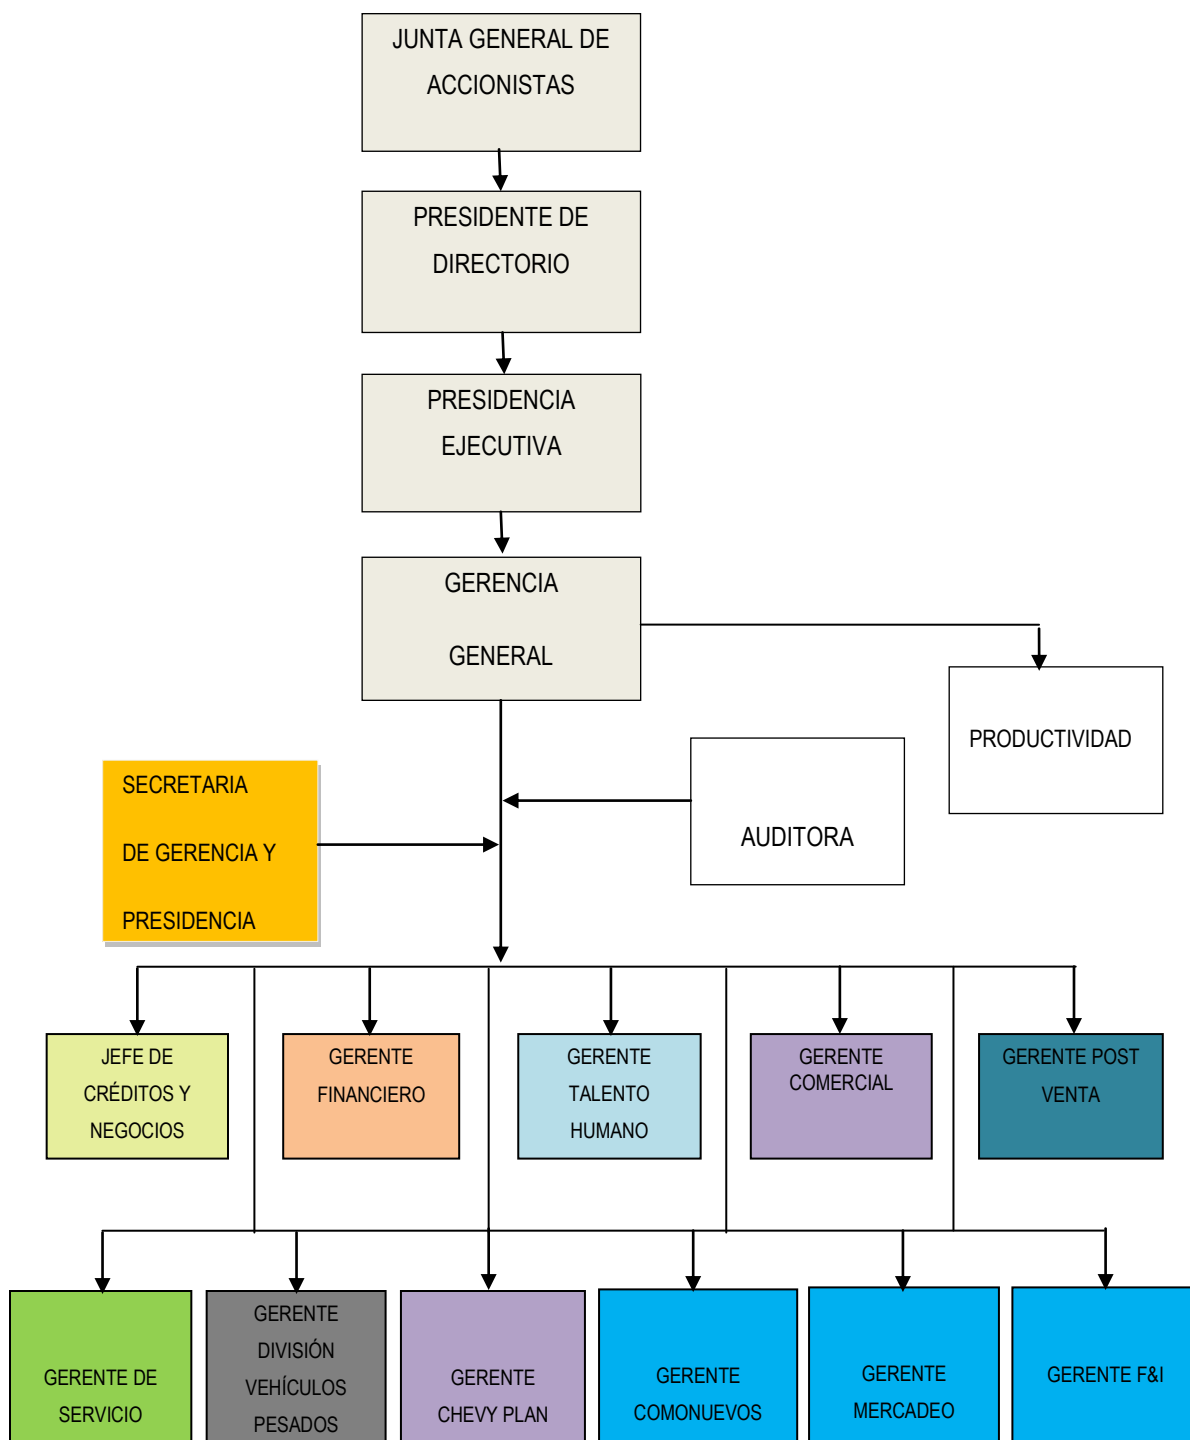 JUNTA GENERAL DE
ACCIONISTAS
PRESIDENTE DE
DIRECTORIO
PRESIDENCIA
EJECUTIVA
GERENCIA
GENERAL
PRODUCTIVIDAD
AUDITORA
SECRETARIA
DE GERENCIA Y
PRESIDENCIA
JEFE DE
CRÉDITOS Y
NEGOCIOS
GERENTE
FINANCIERO
GERENTE
TALENTO
HUMANO
GERENTE
COMERCIAL
GERENTE POST
VENTA
GERENTE DE
SERVICIO
GERENTE
DIVISIÓN
VEHÍCULOS
PESADOS
GERENTE
CHEVY PLAN
GERENTE
COMONUEVOS
GERENTE
MERCADEO
GERENTE F&I